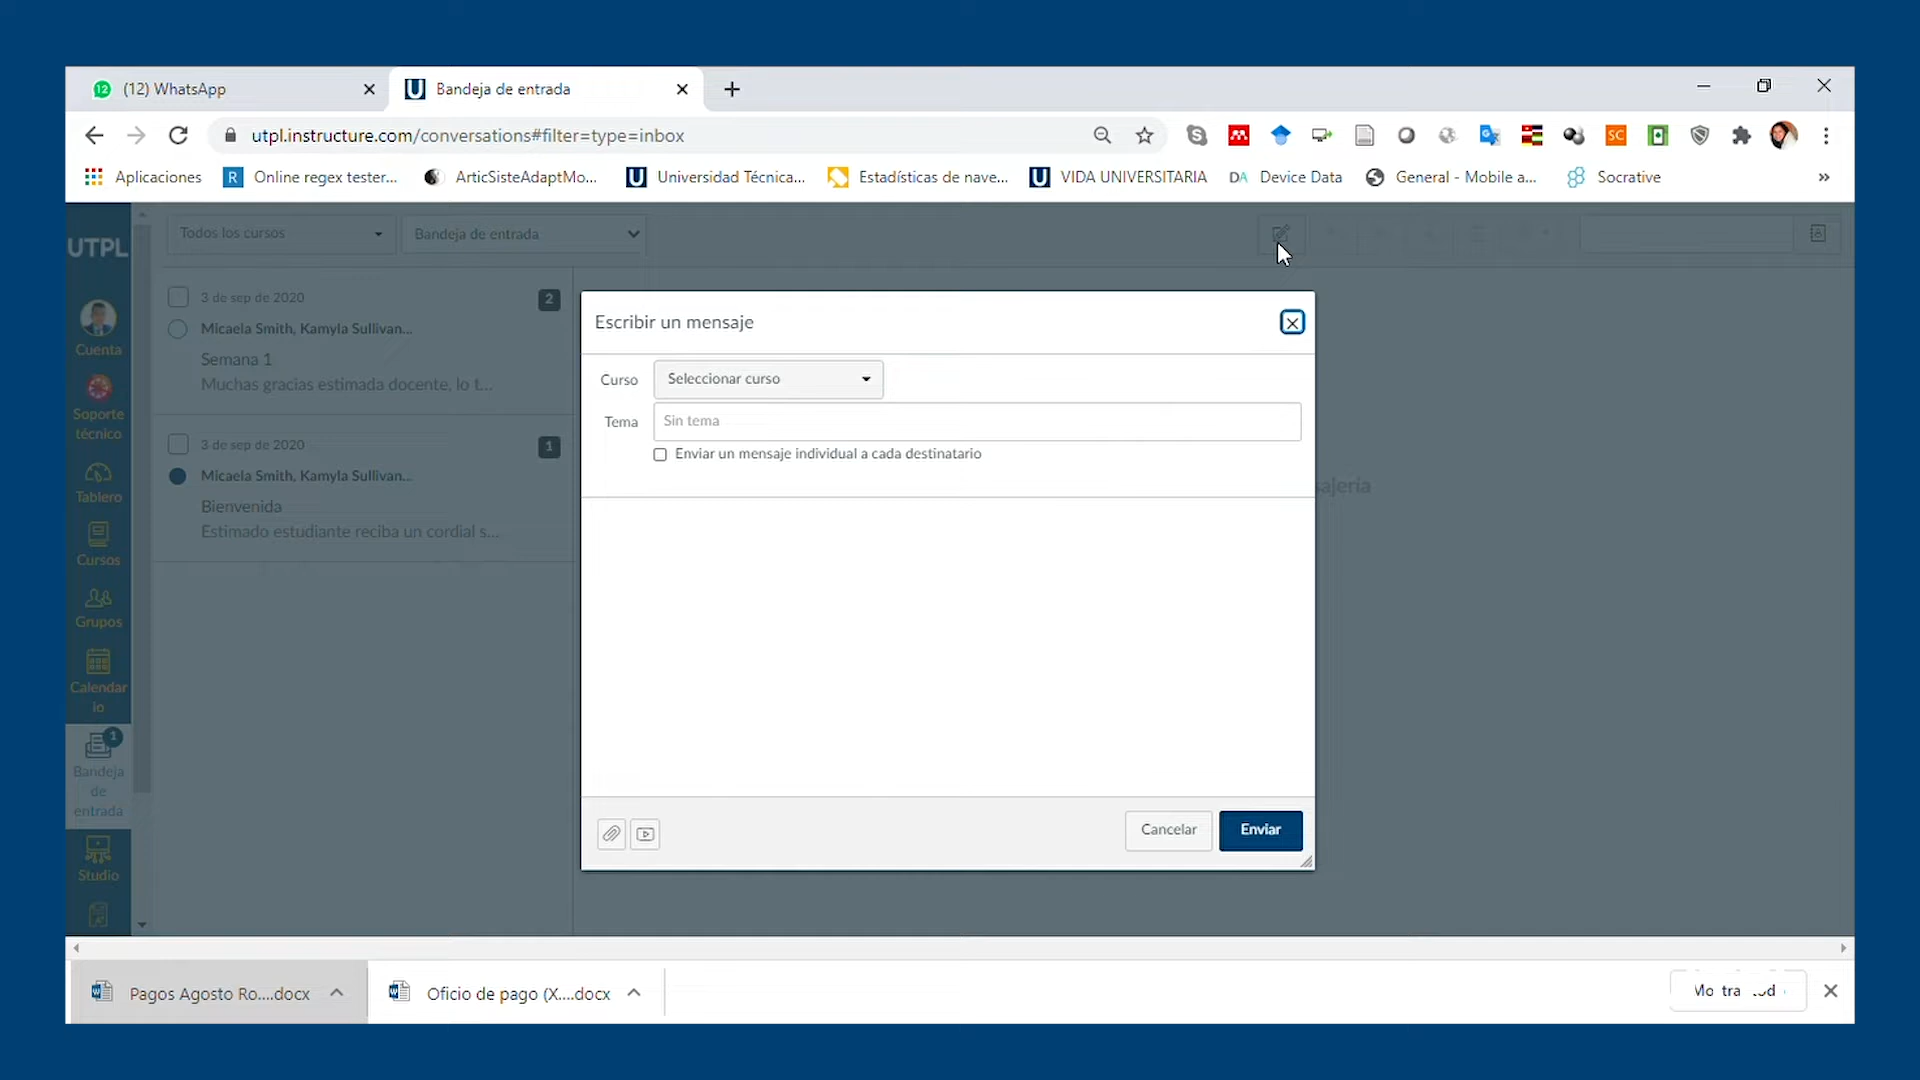 12 (12) WhatsApp
Bandeja de entrada
utpl.instructure.com/conversations#filter=type=inbox
SC
Aplicaciones
R Online regex tester...
ArticSisteAdaptMo...
U Universidad Técnica...
Estadísticas de nave...
U VIDA UNIVERSITARIA
DA Device Data
General - Mobile a...
Socrative
»
UTPL
Todos los cursos
Bandeja de entrada
Cuenta
Soporte
técnico
Tablero
Cursos
Grupos
Calendar
io
1
Bandeja
de
entrada
Studio
3 de sep de 2020
2
Micaela Smith, Kamyla Sullivan...
Semana 1
Muchas gracias estimada docente, lo t...
3 de sep de 2020
1
Micaela Smith, Kamyla Sullivan...
Bienvenida
Estimado estudiante reciba un cordial s...
Escribir un mensaje
Curso
Seleccionar curso
Tema
Sin tema
Enviar un mensaje individual a cada destinatario
sajería
Cancelar
Enviar
Pagos Agosto Ro....docx
Oficio de pago (X....docx